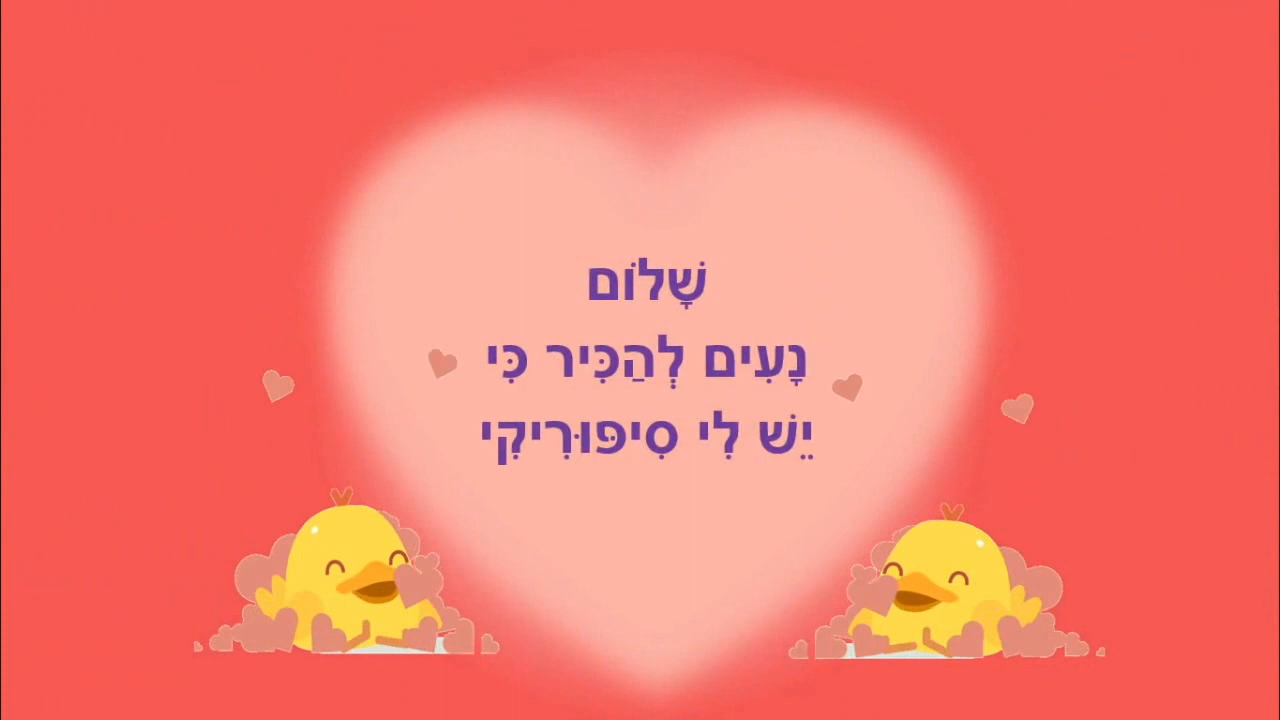 שָׁלוֹם
נָעִים לְהַכִּיר כִּי
יֵשׁ לִי סִיפּוּרִיקִי